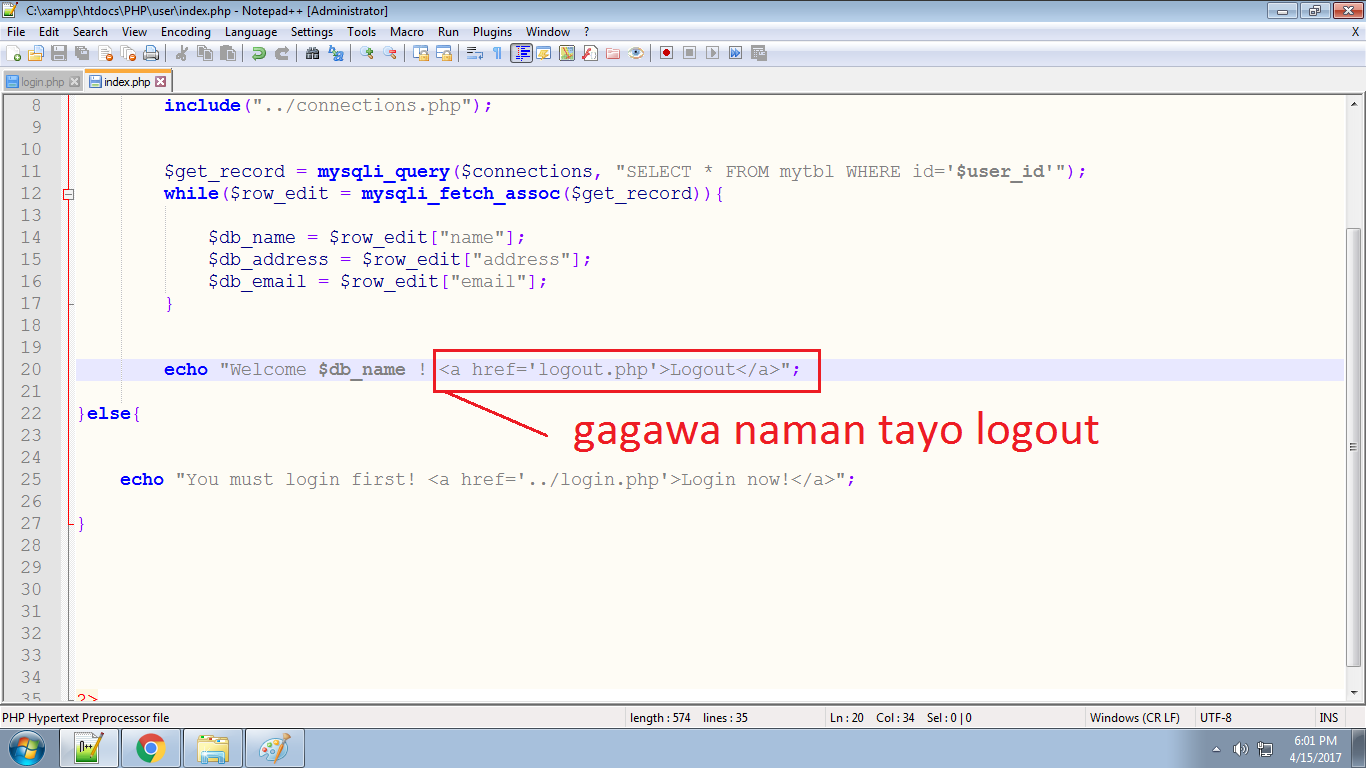 C:\xampp\htdocs\PHP\user\index.php - Notepad++ [Administrator]
File Edit Search View Encoding Language Settings Tools Macro Run Plugins Window ? X
login.php index.php
8 include("../connections.php");
9
10
11 $get_record = mysqli_query($connections, "SELECT * FROM mytbl WHERE id='$user_id'");
12 while($row_edit = mysqli_fetch_assoc($get_record)){
13
14 $db_name = $row_edit["name"];
15 $db_address = $row_edit["address"];
16 $db_email = $row_edit["email"];
17 }
18
19
20 echo "Welcome $db_name ! <a href='logout.php'>Logout</a>";
21
22 }else{
gagawa naman tayo logout
23
24
25 echo "You must login first! <a href='../login.php'>Login now!</a>";
26
27 }
28
29
30
31
32
33
34
35 ?>
PHP Hypertext Preprocessor file length : 574 lines : 35 Ln : 20 Col : 34 Sel : 0 | 0 Windows (CR LF) UTF-8 INS
6:01 PM
4/15/2017